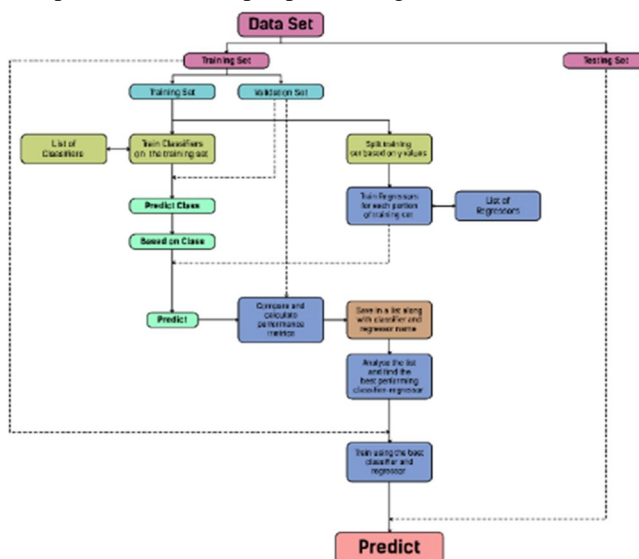 Data Set
Training Set
Testing Set
Training Set
Validation Set
List of
Classifiers
Train Classifiers
on the training set
Split training
set based on y values
Predict Class
Train Regressors
for each portion
of training set
List of
Regressors
Based on Class
Predict
Compare and
calculate
performance
metrics
Save in a list along
with classifier and
regressor name
Analyse the list
and find the
best performing
classifier-regressor
Train using the best
classifier and
regressor
Predict